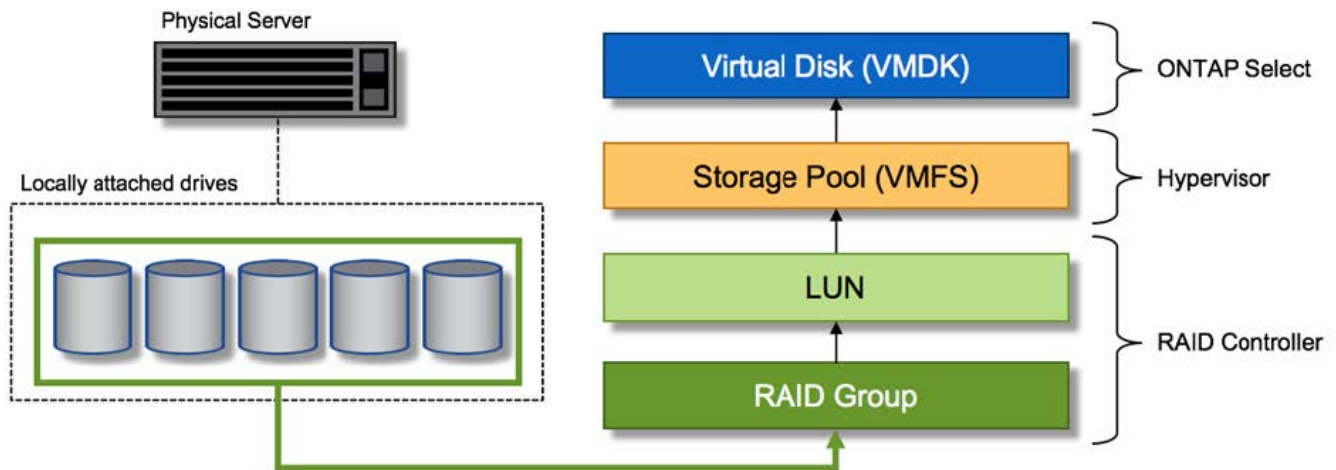 Physical Server
Locally attached drives
Virtual Disk (VMDK)
ONTAP Select
Storage Pool (VMFS)
Hypervisor
LUN
RAID Controller
RAID Group